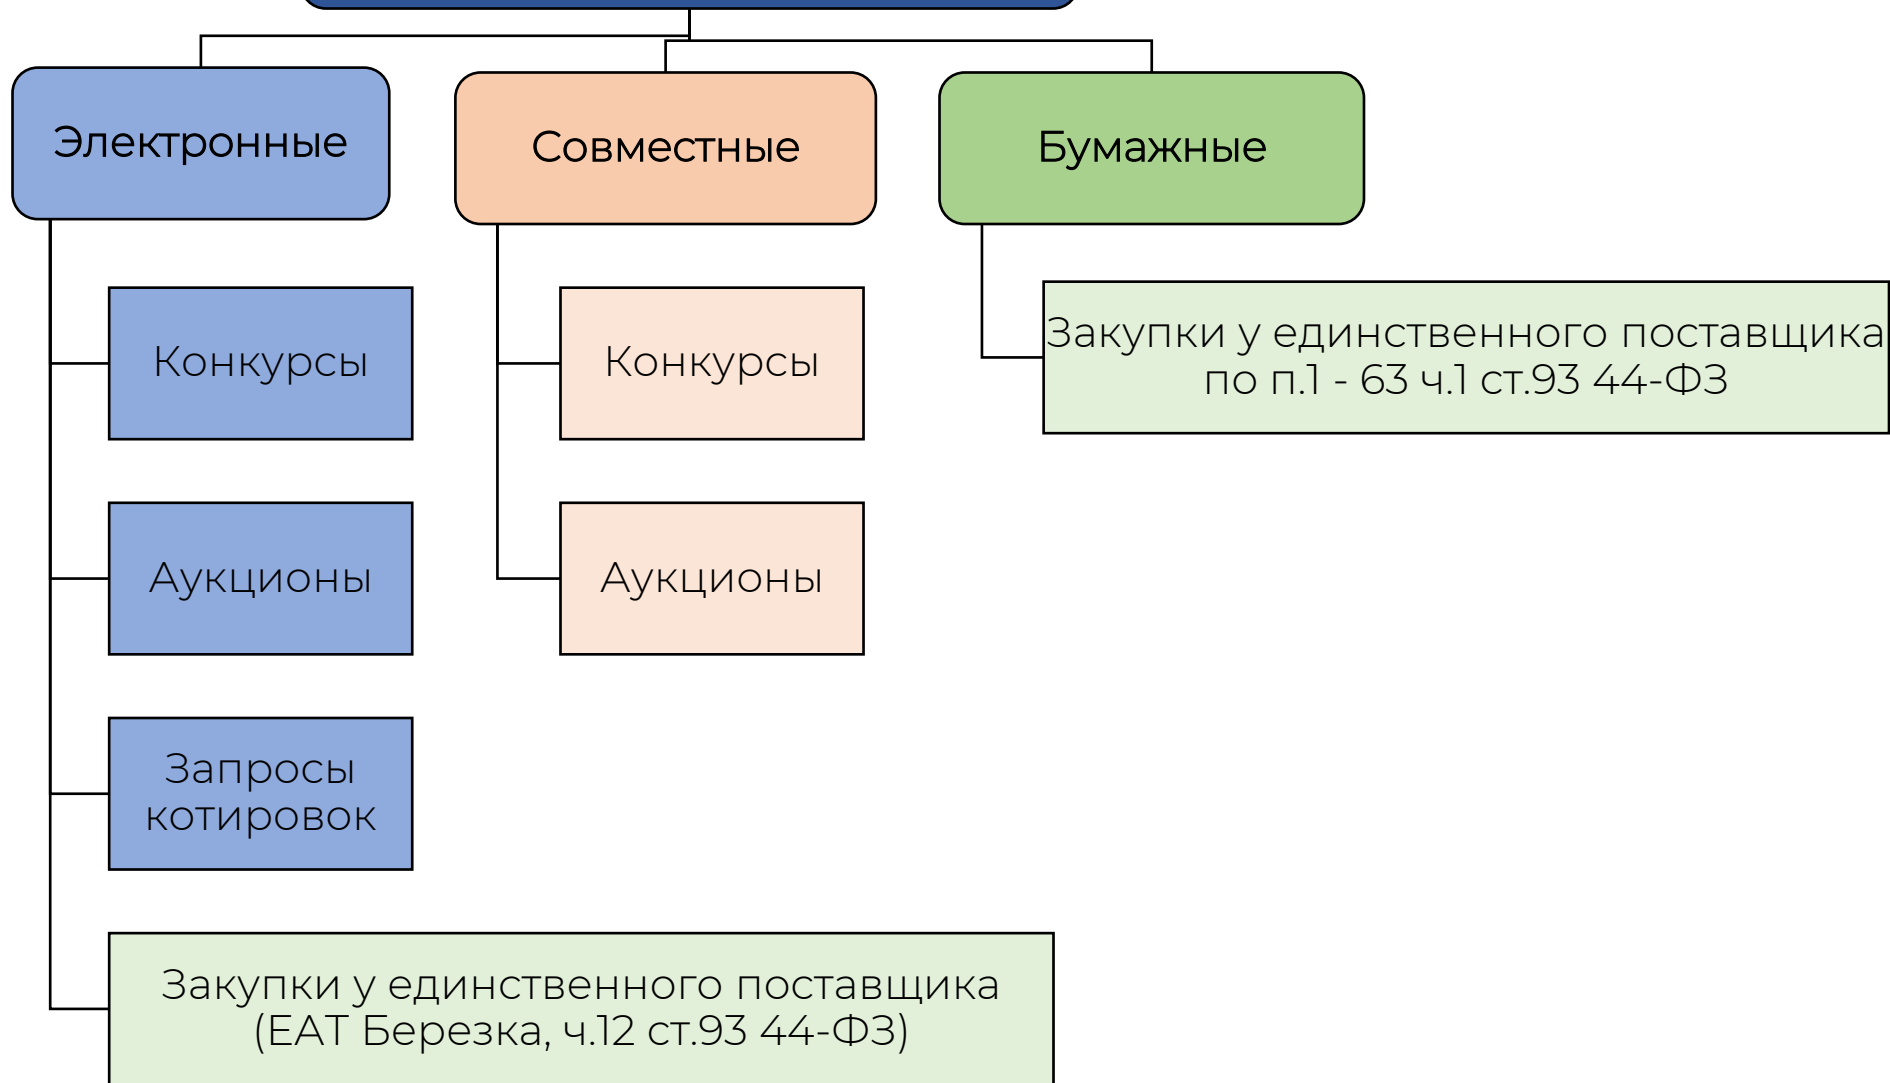 Электронные
Совместные
Бумажные
Конкурсы
Аукционы
Запросы
котировок
Закупки у единственного поставщика
(ЕАТ Березка, ч.12 ст.93 44-ФЗ)
Конкурсы
Аукционы
Закупки у единственного поставщика
по п.1 - 63 ч.1 ст.93 44-ФЗ